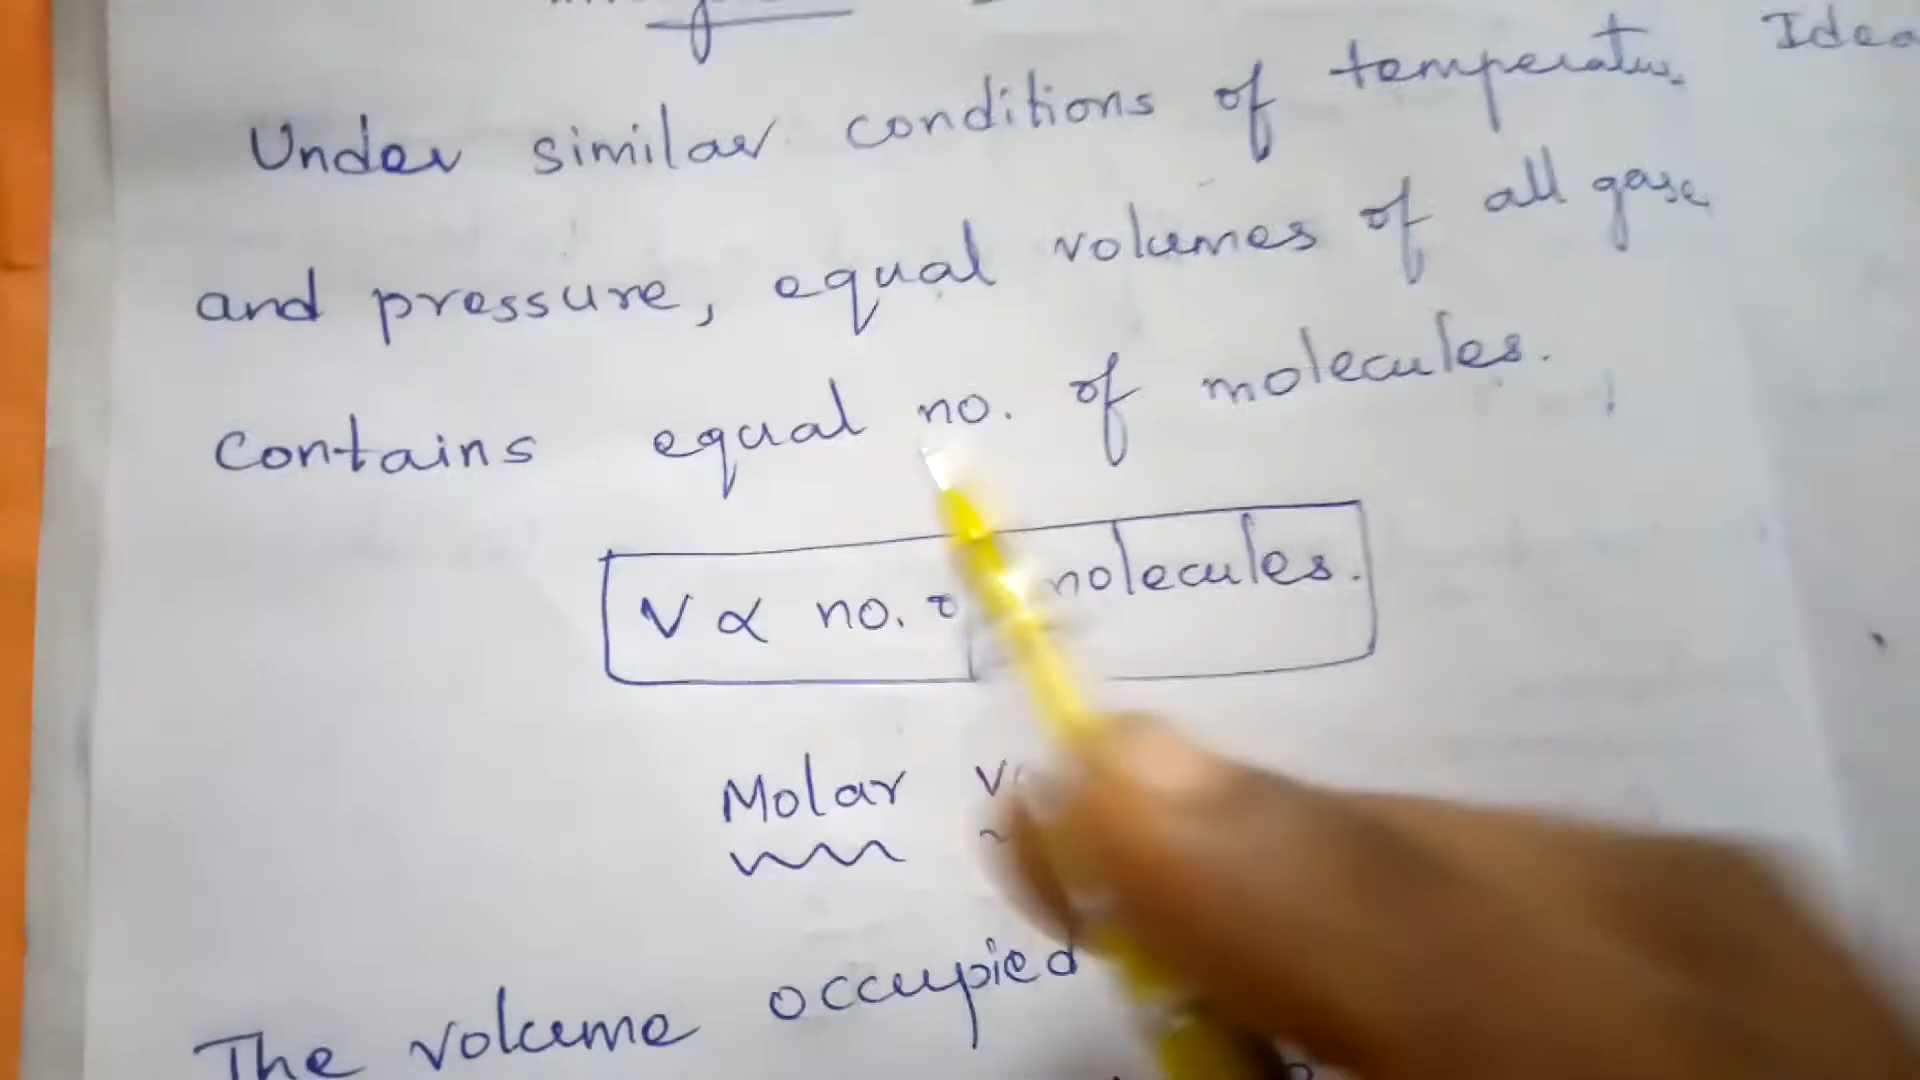 Under similar conditions of temperature Idea
and pressure, equal volumes of all gase
Contains equal no. of molecules.
V ∝ no. o molecules.
Molar
The volume occupied